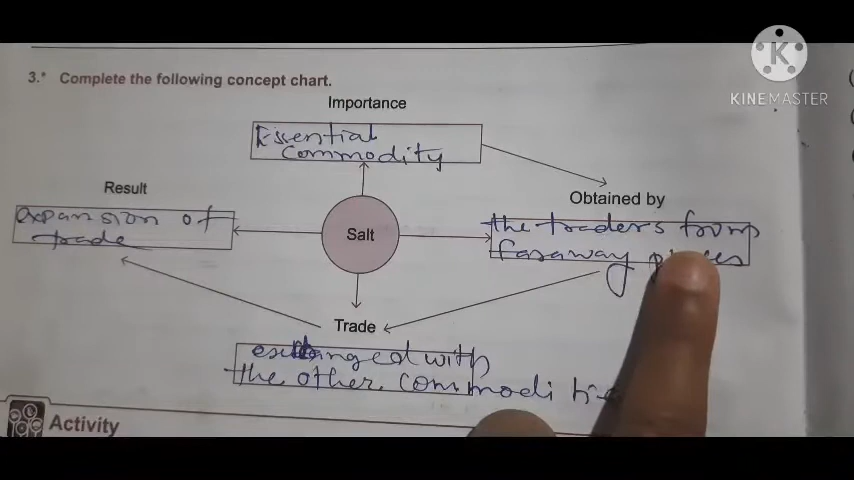 KINEMASTER
3.* Complete the following concept chart.
Importance
Essential
commodity
Result
Obtained by
expansion of
trade
the traders from
faraway places
Salt
Trade
exchanged with
the other commodities
Activity